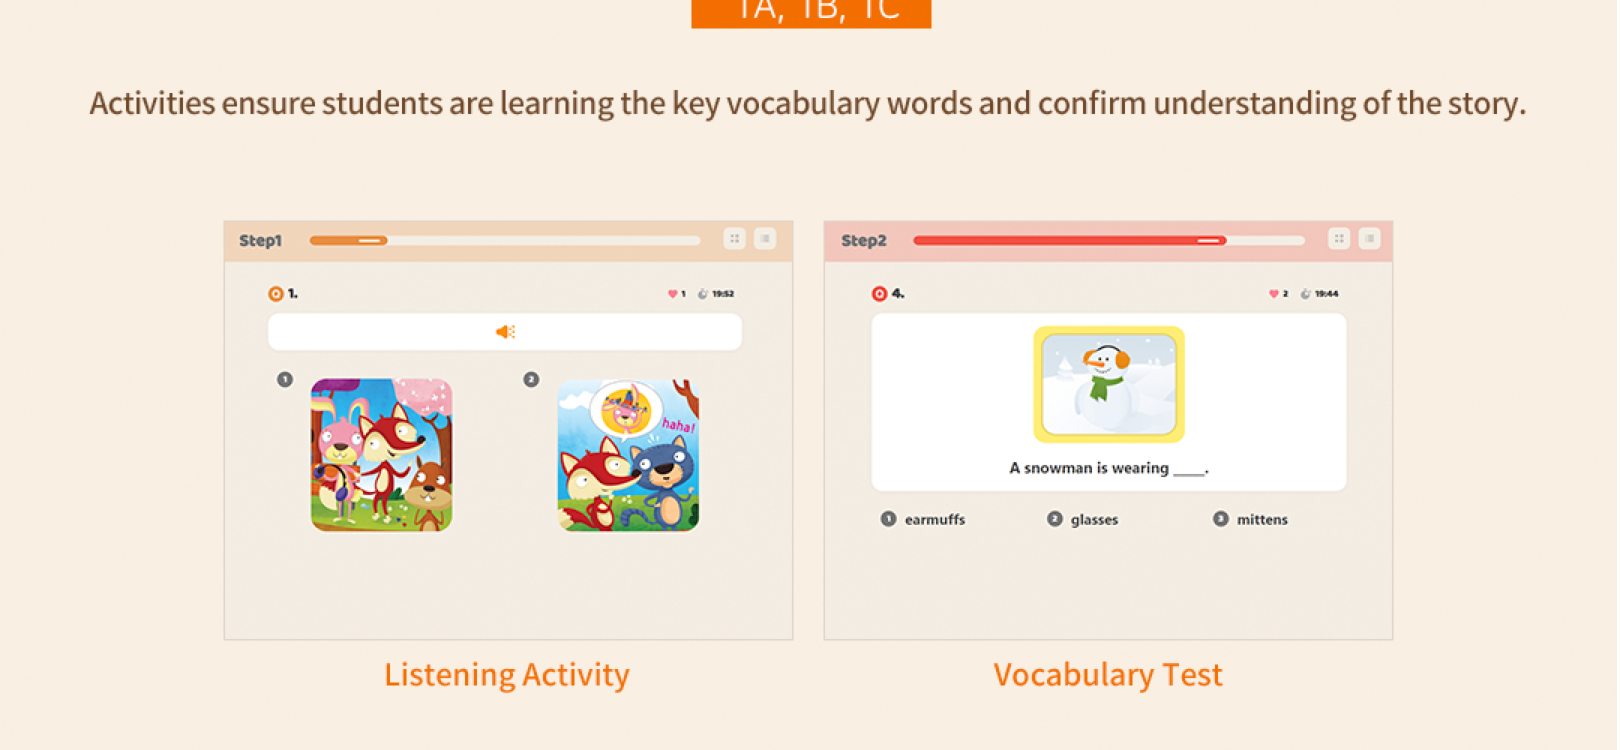 1A, 1B, 1C
Activities ensure students are learning the key vocabulary words and confirm understanding of the story.
Step1
1.
1 19:52
1
2
haha!
Listening Activity
Step2
4.
2 19:44
A snowman is wearing ____.
1 earmuffs 2 glasses 3 mittens
Vocabulary Test